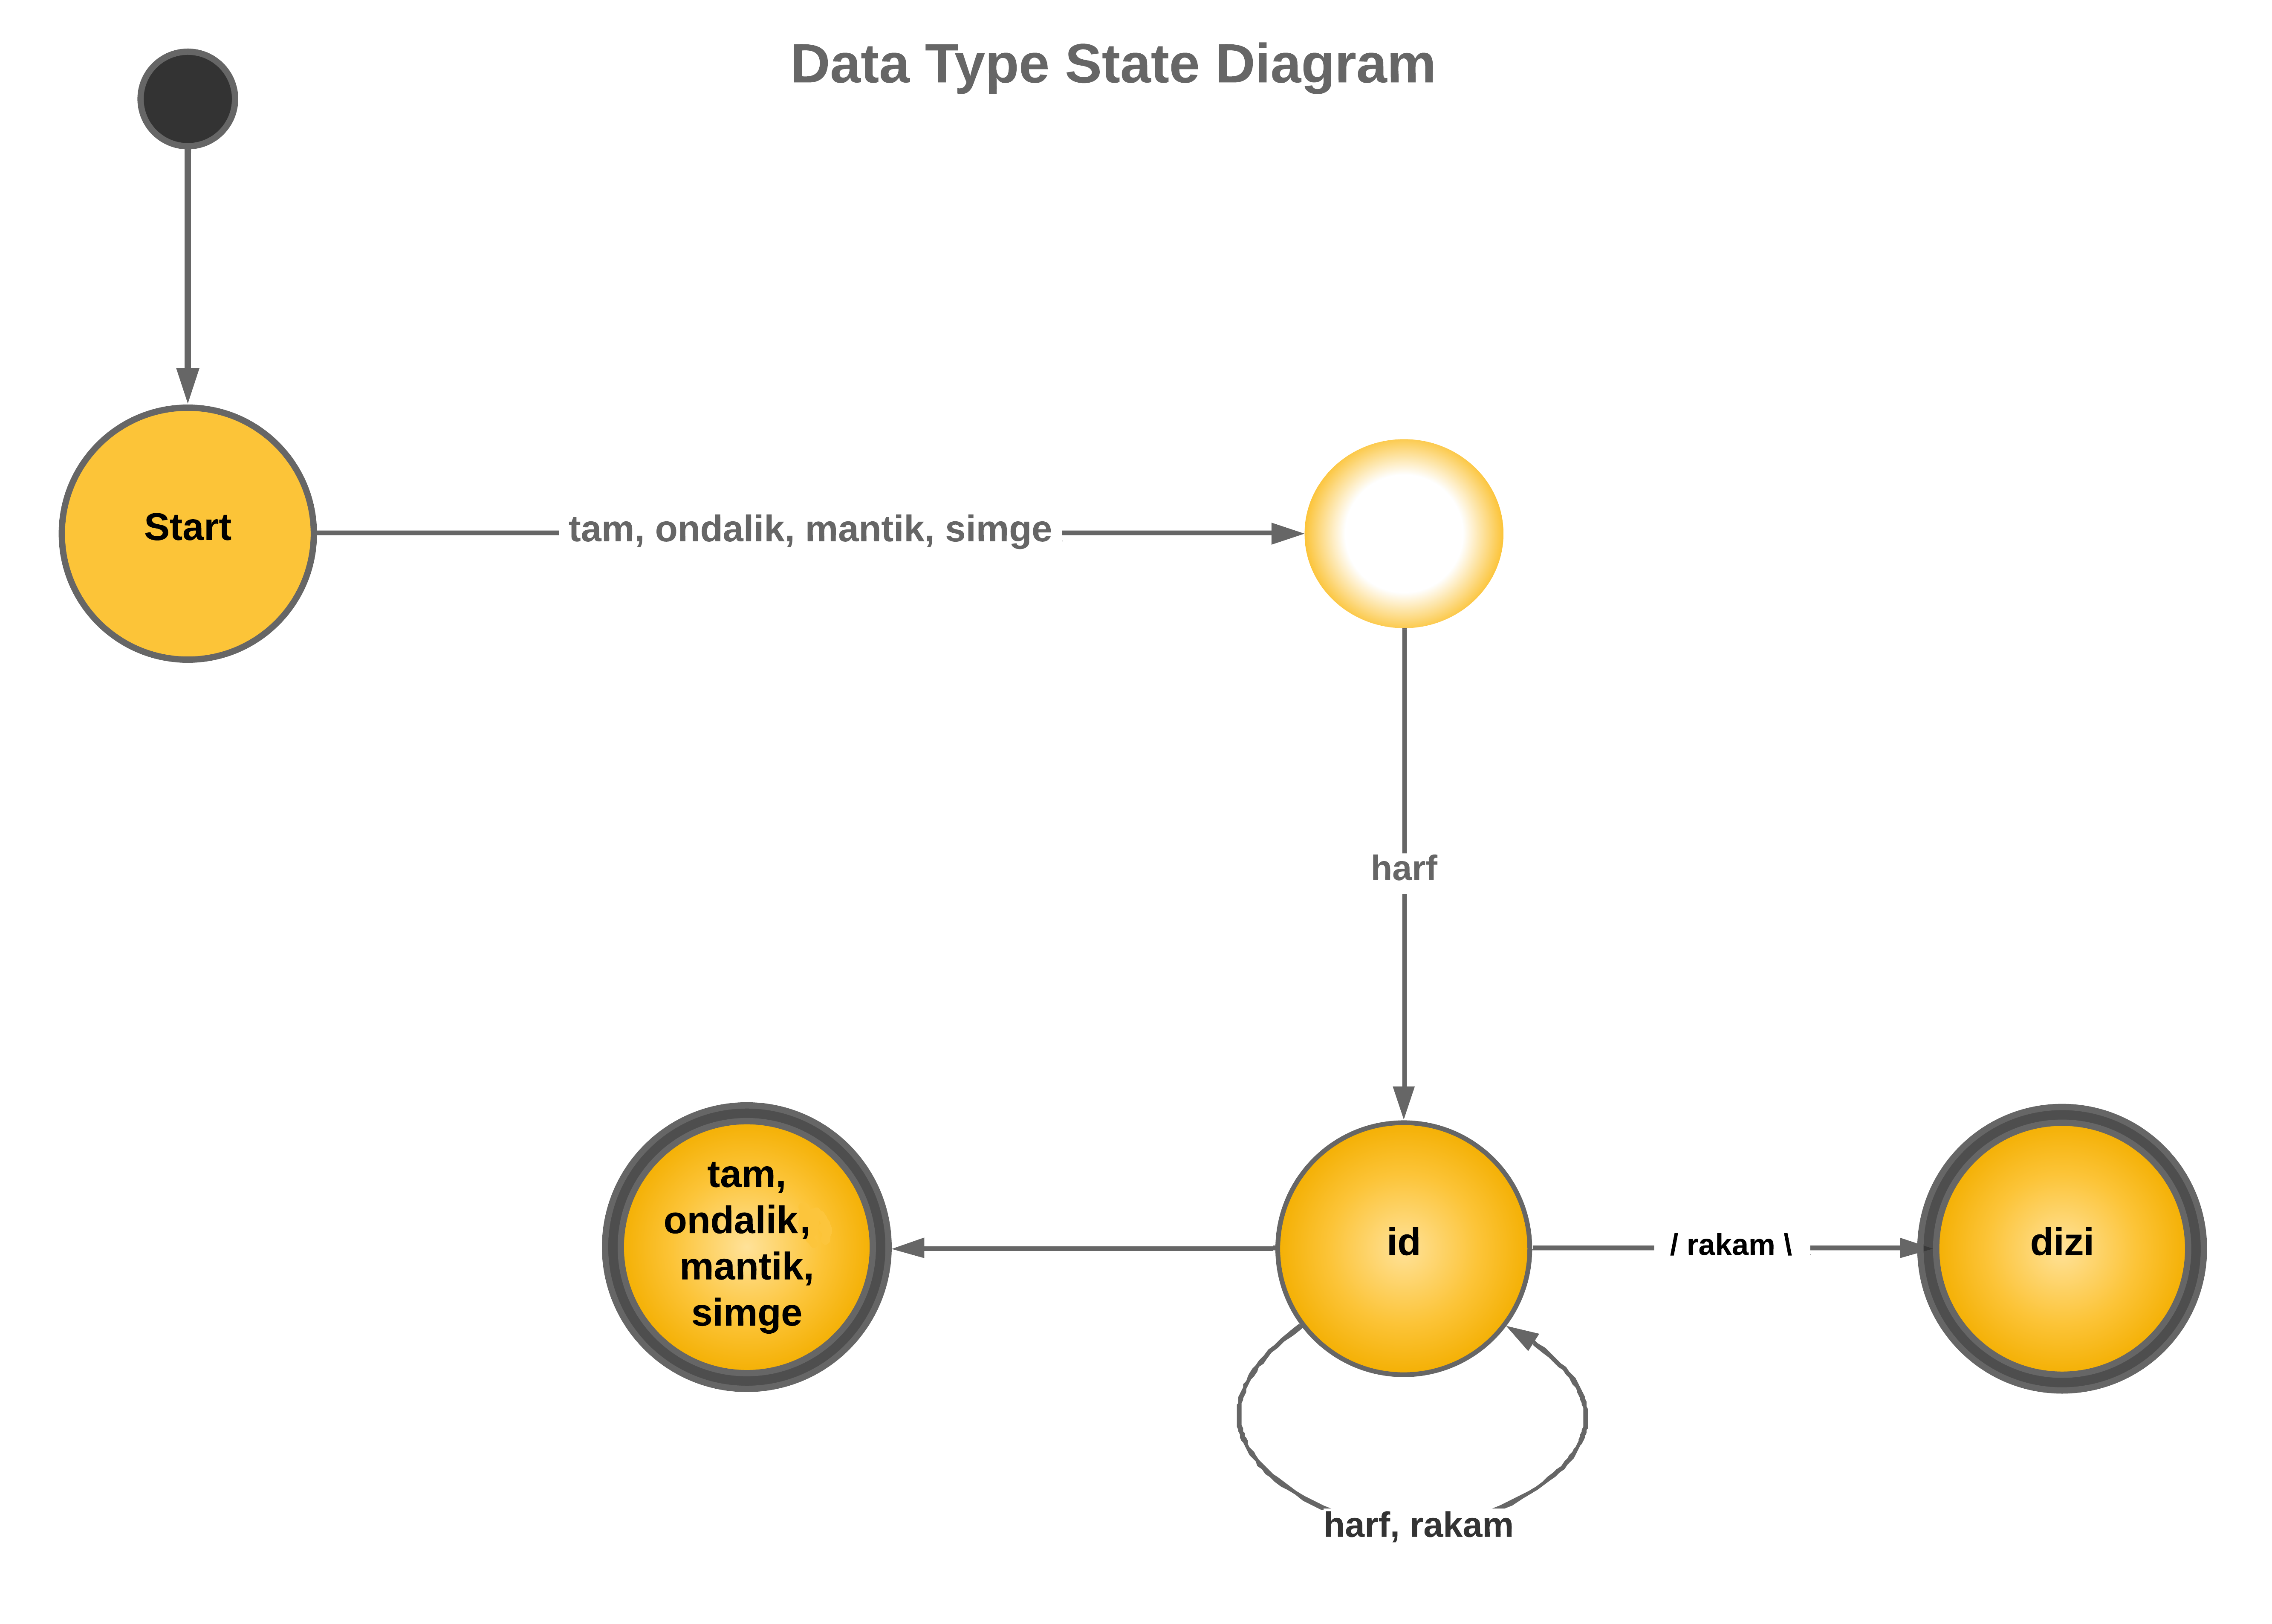 Data Type State Diagram
Start
tam, ondalik, mantik, simge
harf
tam,
ondalik,
mantik,
simge
id
/ rakam \
dizi
harf, rakam